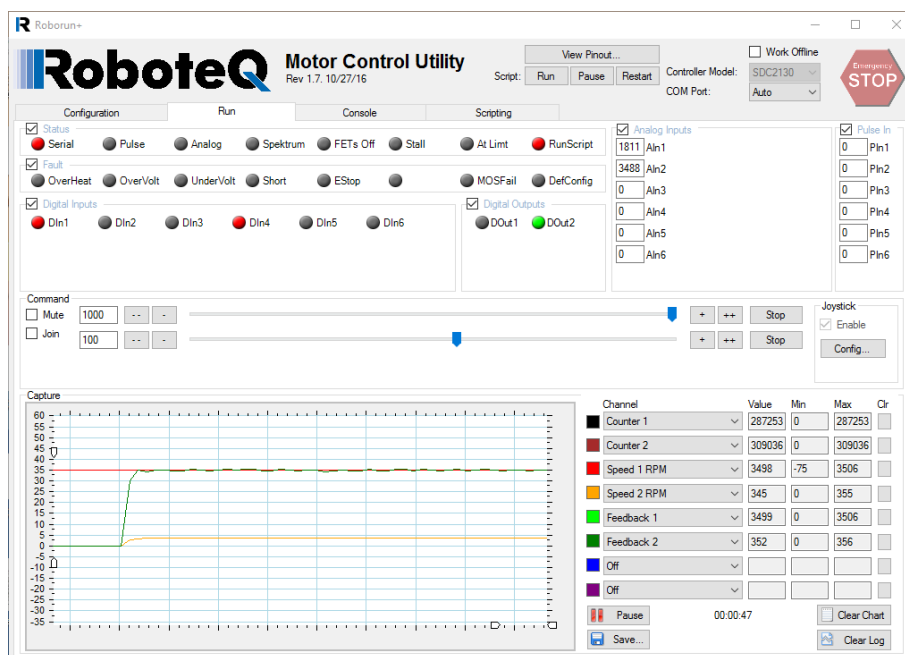 Roborun+
RoboteQ
Motor Control Utility
Rev 1.7. 10/27/16
View Pinout...
Script: Run Pause Restart
Work Offline
Controller Model: SDC2130
COM Port: Auto
Emergency
STOP
Configuration Run Console Scripting
Status
Serial Pulse Analog Spektrum FETs Off Stall At Limt RunScript
Fault
OverHeat OverVolt UnderVolt Short EStop MOSFail DefConfig
Digital Inputs
DIn1 DIn2 DIn3 DIn4 DIn5 DIn6
Digital Outputs
DOut1 DOut2
Analog Inputs
1811 AIn1
3488 AIn2
0 AIn3
0 AIn4
0 AIn5
0 AIn6
Pulse In
0 PIn1
0 PIn2
0 PIn3
0 PIn4
0 PIn5
0 PIn6
Command
Mute 1000 -- - + ++ Stop
Join 100 -- - + ++ Stop
Joystick
Enable
Config...
Capture
60
55
50
45
40
35
30
25
20
15
10
5
0
-5
-10
-15
-20
-25
-30
-35
Channel Value Min Max Clr
Counter 1 287253 0 287253
Counter 2 309036 0 309036
Speed 1 RPM 3498 -75 3506
Speed 2 RPM 345 0 355
Feedback 1 3499 0 3506
Feedback 2 352 0 356
Off
Off
Pause 00:00:47 Clear Chart
Save... Clear Log